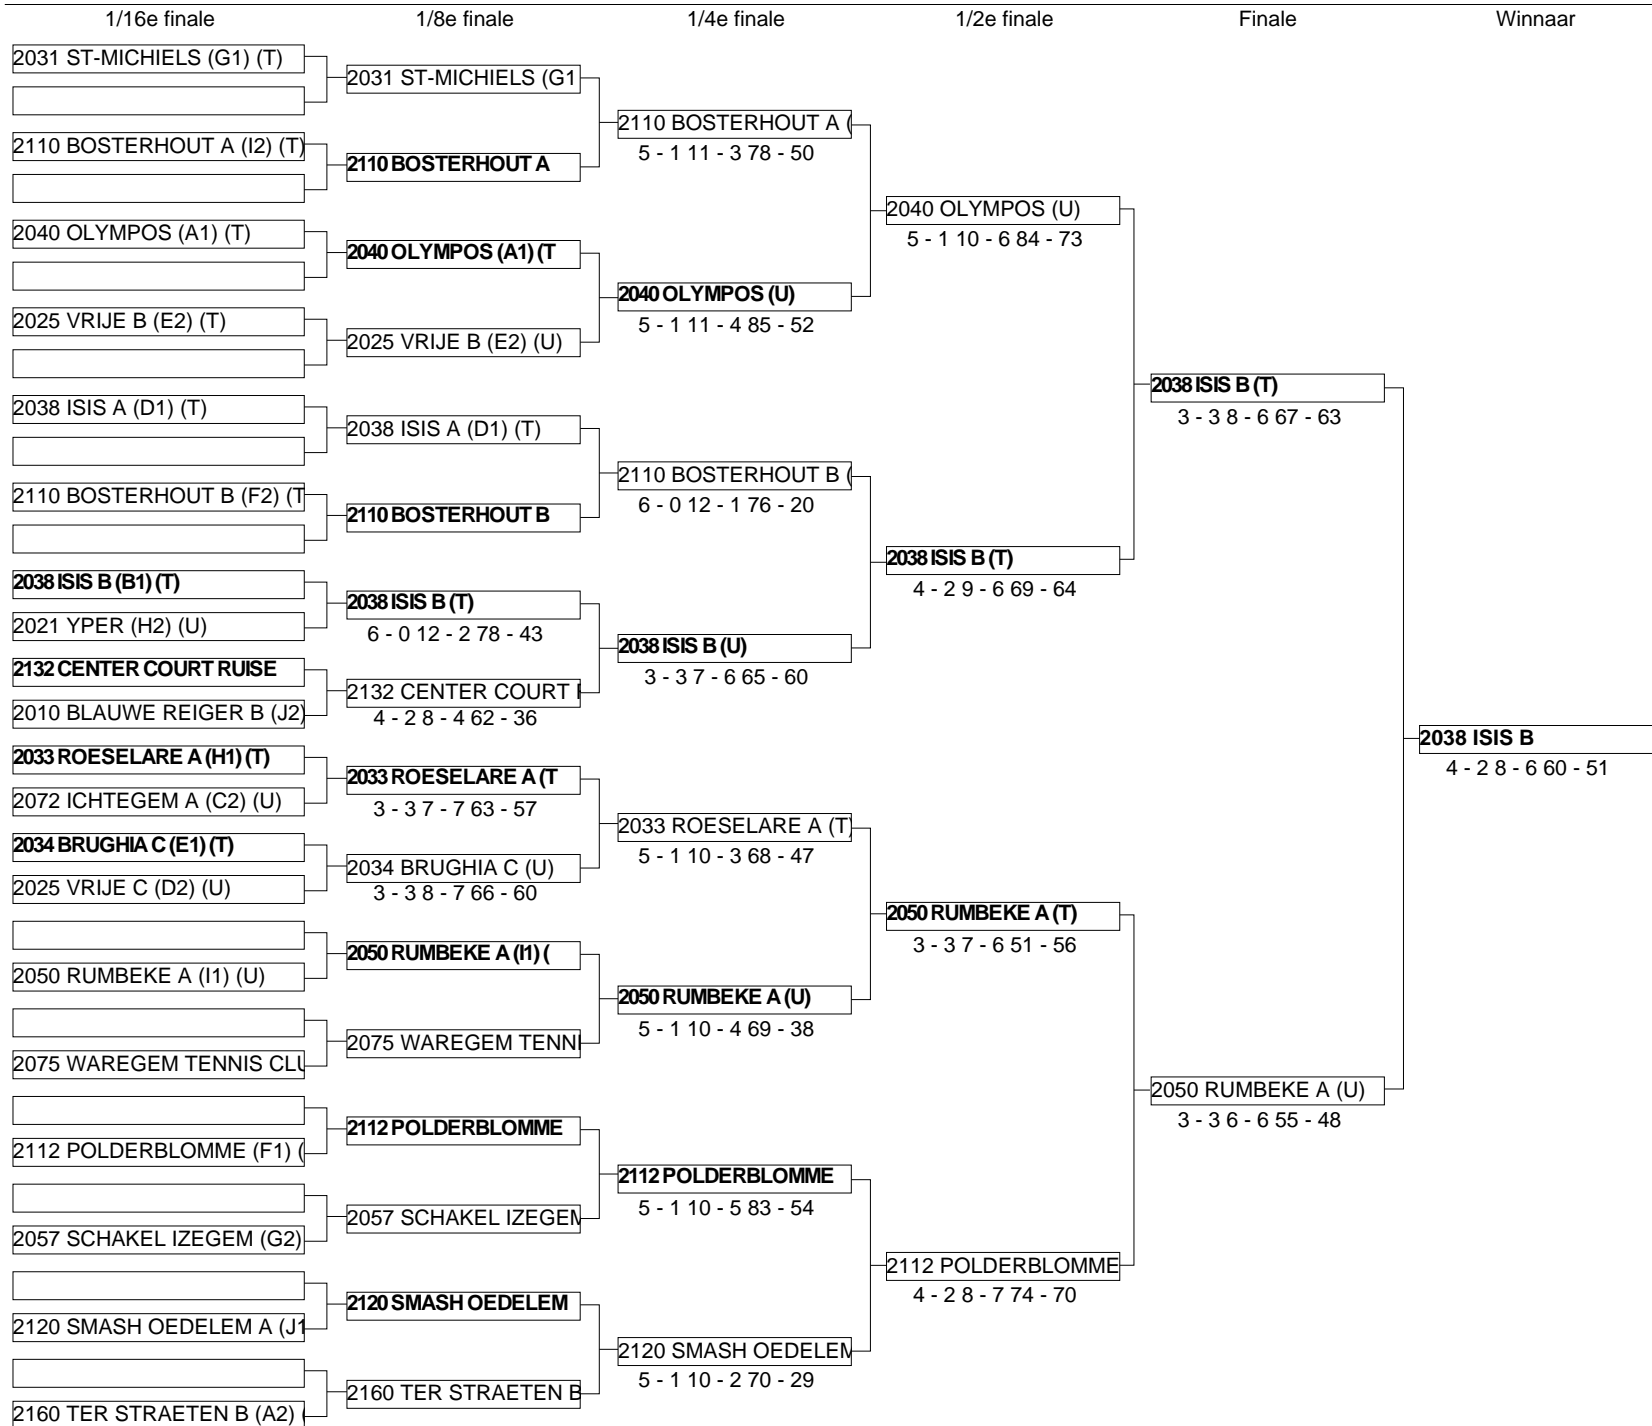 1/16e finale
1/8e finale
1/4e finale
1/2e finale
Finale
Winnaar
2031 ST-MICHIELS (G1) (T)
2110 BOSTERHOUT A (I2) (T)
2040 OLYMPOS (A1) (T)
2025 VRIJE B (E2) (T)
2038 ISIS A (D1) (T)
2110 BOSTERHOUT B (F2) (T
2038 ISIS B (B1) (T)
2021 YPER (H2) (U)
2132 CENTER COURT RUISE
2010 BLAUWE REIGER B (J2)
2033 ROESELARE A (H1) (T)
2072 ICHTEGEM A (C2) (U)
2034 BRUGHIA C (E1) (T)
2025 VRIJE C (D2) (U)
2050 RUMBEKE A (I1) (U)
2075 WAREGEM TENNIS CLU
2112 POLDERBLOMME (F1) (
2057 SCHAKEL IZEGEM (G2)
2120 SMASH OEDELEM A (J1
2160 TER STRAETEN B (A2) (
2031 ST-MICHIELS (G1
2110 BOSTERHOUT A
2040 OLYMPOS (A1) (T
2025 VRIJE B (E2) (U)
2038 ISIS A (D1) (T)
2110 BOSTERHOUT B
2038 ISIS B (T)
6 - 0 12 - 2 78 - 43
2132 CENTER COURT
4 - 2 8 - 4 62 - 36
2033 ROESELARE A (T
3 - 3 7 - 7 63 - 57
2034 BRUGHIA C (U)
3 - 3 8 - 7 66 - 60
2050 RUMBEKE A (I1) (
2075 WAREGEM TENNI
2112 POLDERBLOMME
2057 SCHAKEL IZEGEM
2120 SMASH OEDELEM
2160 TER STRAETEN B
2110 BOSTERHOUT A (
5 - 1 11 - 3 78 - 50
2040 OLYMPOS (U)
5 - 1 11 - 4 85 - 52
2110 BOSTERHOUT B (
6 - 0 12 - 1 76 - 20
2038 ISIS B (U)
3 - 3 7 - 6 65 - 60
2033 ROESELARE A (T)
5 - 1 10 - 3 68 - 47
2050 RUMBEKE A (U)
5 - 1 10 - 4 69 - 38
2112 POLDERBLOMME
5 - 1 10 - 5 83 - 54
2120 SMASH OEDELEM
5 - 1 10 - 2 70 - 29
2040 OLYMPOS (U)
5 - 1 10 - 6 84 - 73
2038 ISIS B (T)
4 - 2 9 - 6 69 - 64
2050 RUMBEKE A (T)
3 - 3 7 - 6 51 - 56
2112 POLDERBLOMME
4 - 2 8 - 7 74 - 70
2038 ISIS B (T)
3 - 3 8 - 6 67 - 63
2050 RUMBEKE A (U)
3 - 3 6 - 6 55 - 48
2038 ISIS B
4 - 2 8 - 6 60 - 51